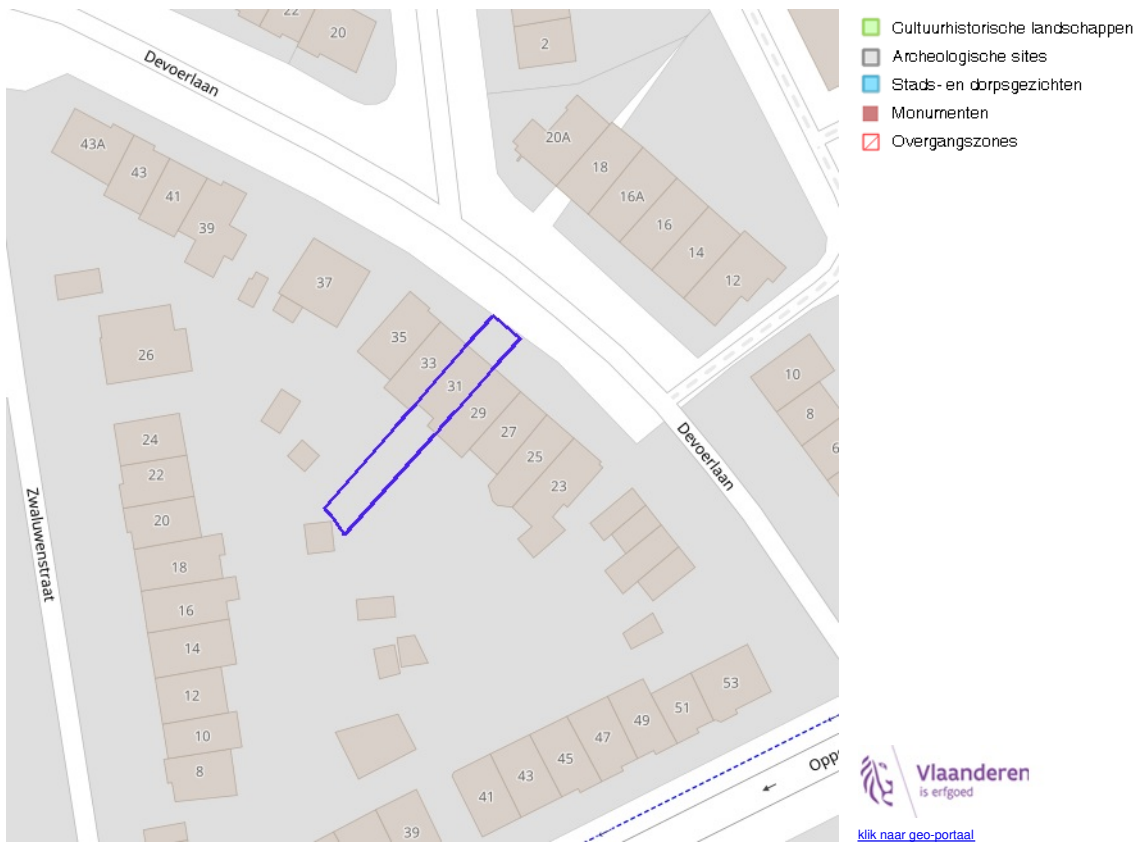 22
20
2
Devoerlaan
43A
43
41
39
20A
18
16A
16
14
12
37
35
33
31
29
27
25
23
26
24
22
20
18
16
14
12
10
8
10
8
6
Devoerlaan
Zwaluwenstraat
53
51
49
47
45
43
41
39
Opp
Cultuurhistorische landschappen
Archeologische sites
Stads- en dorpsgezichten
Monumenten
Overgangszones
Vlaanderen
is erfgoed
klik naar geo-portaal